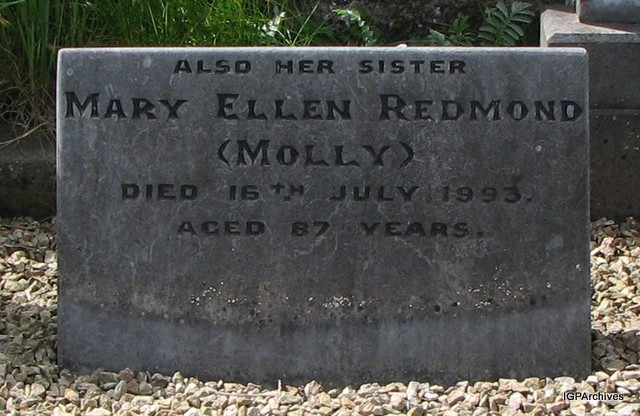 ALSO HER SISTER
MARY ELLEN REDMOND
(MOLLY)
DIED 16TH JULY 1993.
AGED 87 YEARS.
IGPArchives